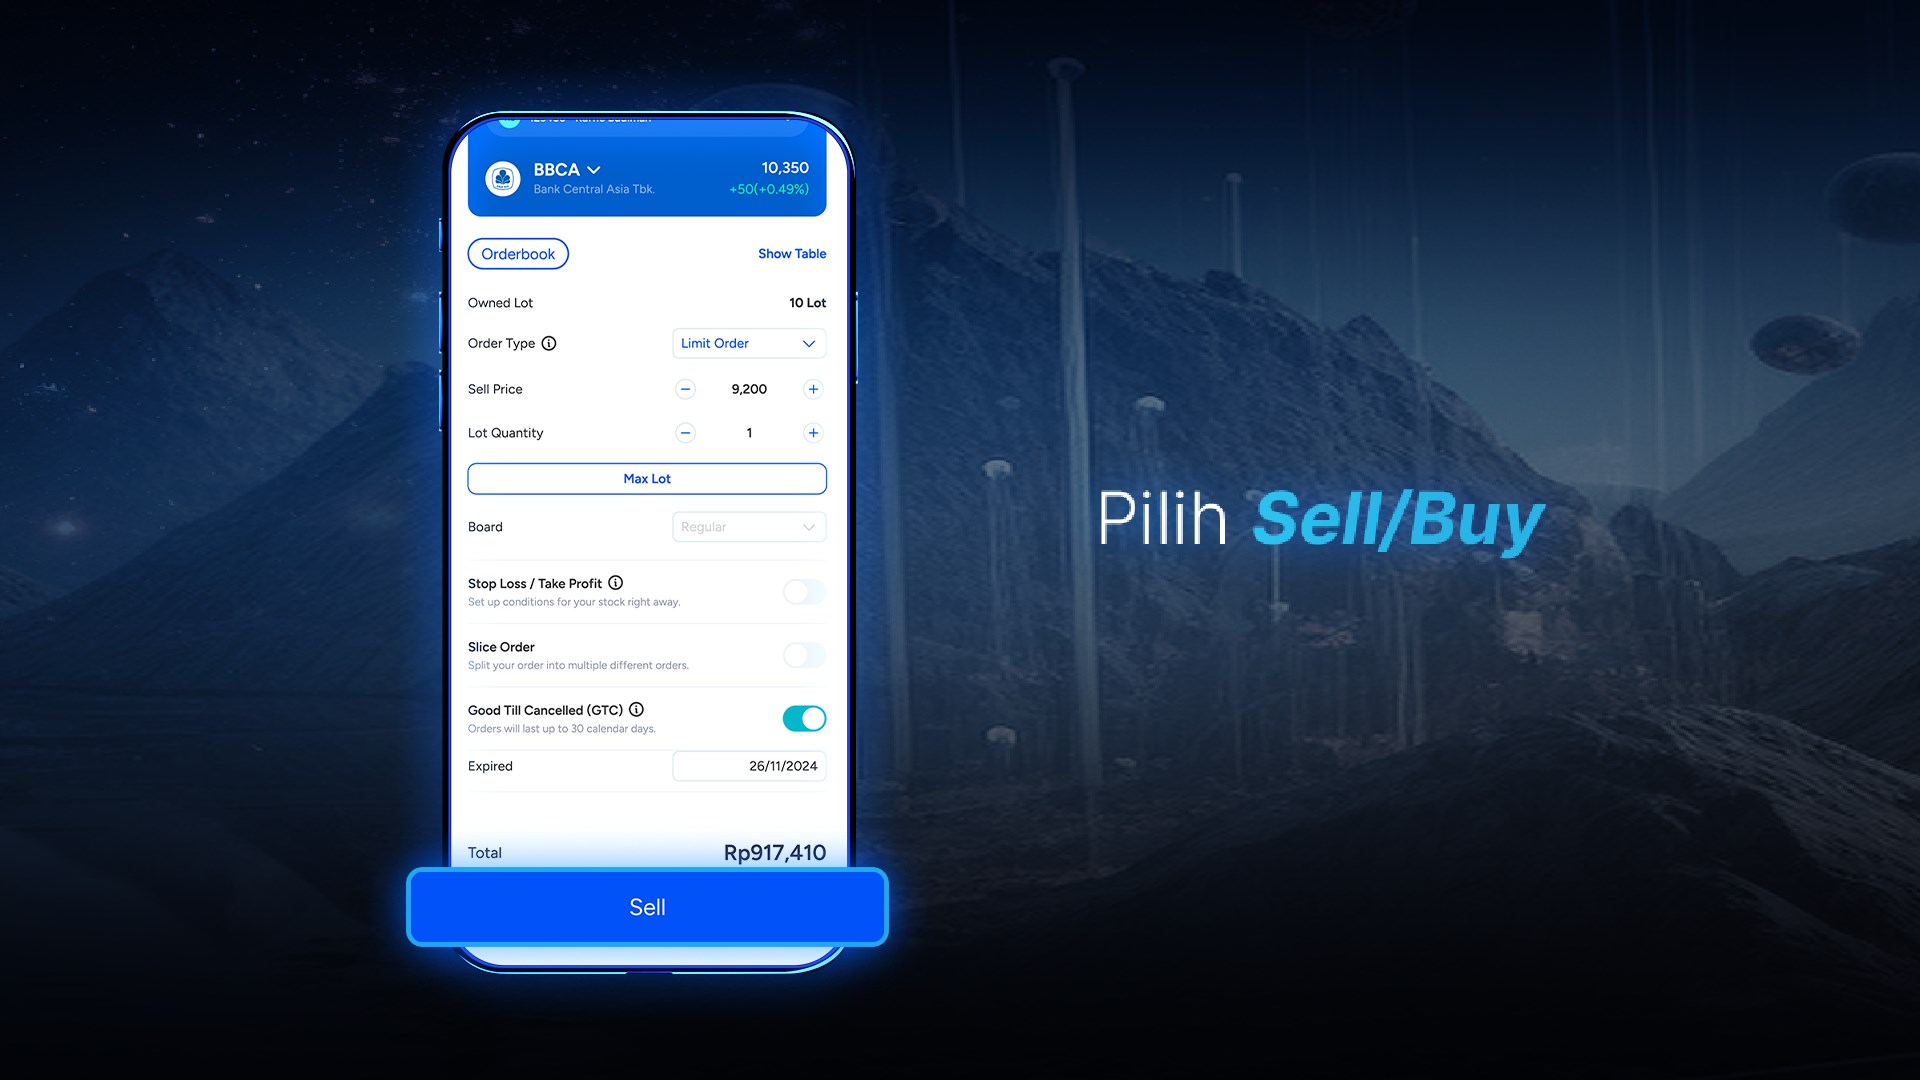 BBCA
10,350
Bank Central Asia Tbk.
+50(+0.49%)
Orderbook
Show Table
Owned Lot
10 Lot
Order Type
Limit Order
Sell Price
9,200
Lot Quantity
1
Max Lot
Board
Regular
Stop Loss / Take Profit
Set up conditions for your stock right away.
Slice Order
Split your order into multiple different orders.
Good Till Cancelled (GTC)
Orders will last up to 30 calendar days.
Expired
26/11/2024
Total
Rp917,410
Sell
Pilih Sell/Buy